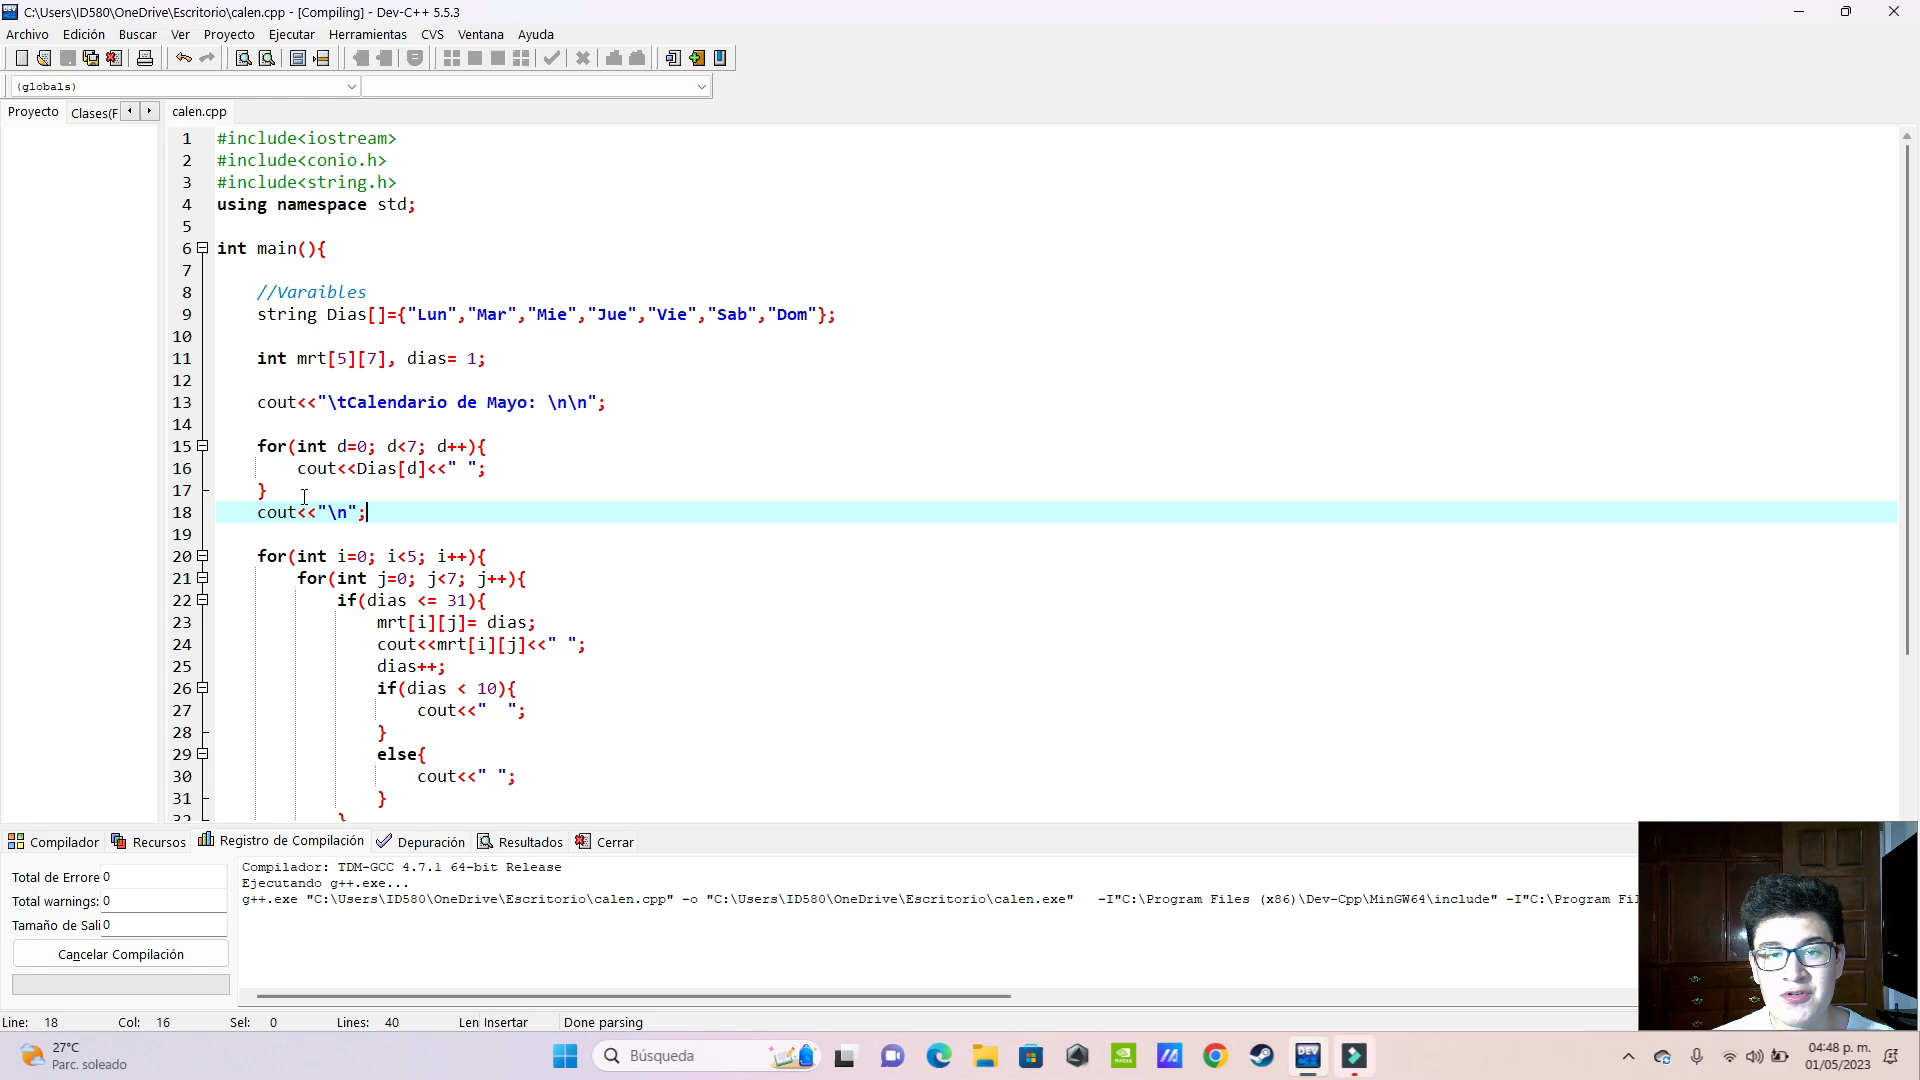 C:\Users\ID580\OneDrive\Escritorio\calen.cpp - [Compiling] - Dev-C++ 5.5.3
Archivo Edición Buscar Ver Proyecto Ejecutar Herramientas CVS Ventana Ayuda
(globals)
Proyecto Clases(F calen.cpp
1 #include<iostream>
2 #include<conio.h>
3 #include<string.h>
4 using namespace std;
5
6 int main(){
7
8 //Varaibles
9 string Dias[]={"Lun","Mar","Mie","Jue","Vie","Sab","Dom"};
10
11 int mrt[5][7], dias= 1;
12
13 cout<<"\tCalendario de Mayo: \n\n";
14
15 for(int d=0; d<7; d++){
16 cout<<Dias[d]<<" ";
17 }
18 cout<<"\n";
19
20 for(int i=0; i<5; i++){
21 for(int j=0; j<7; j++){
22 if(dias <= 31){
23 mrt[i][j]= dias;
24 cout<<mrt[i][j]<<" ";
25 dias++;
26 if(dias < 10){
27 cout<<"  ";
28 }
29 else{
30 cout<<" ";
31 }
32 }
Compilador Recursos Registro de Compilación Depuración Resultados Cerrar
Total de Errore 0
Total warnings: 0
Tamaño de Sali 0
Cancelar Compilación
Compilador: TDM-GCC 4.7.1 64-bit Release
Ejecutando g++.exe...
g++.exe "C:\Users\ID580\OneDrive\Escritorio\calen.cpp" -o "C:\Users\ID580\OneDrive\Escritorio\calen.exe" -I"C:\Program Files (x86)\Dev-Cpp\MinGW64\include" -I"C:\Program Fil
Line: 18 Col: 16 Sel: 0 Lines: 40 Len Insertar Done parsing
27°C
Parc. soleado
Búsqueda
DEV
04:48 p. m.
01/05/2023